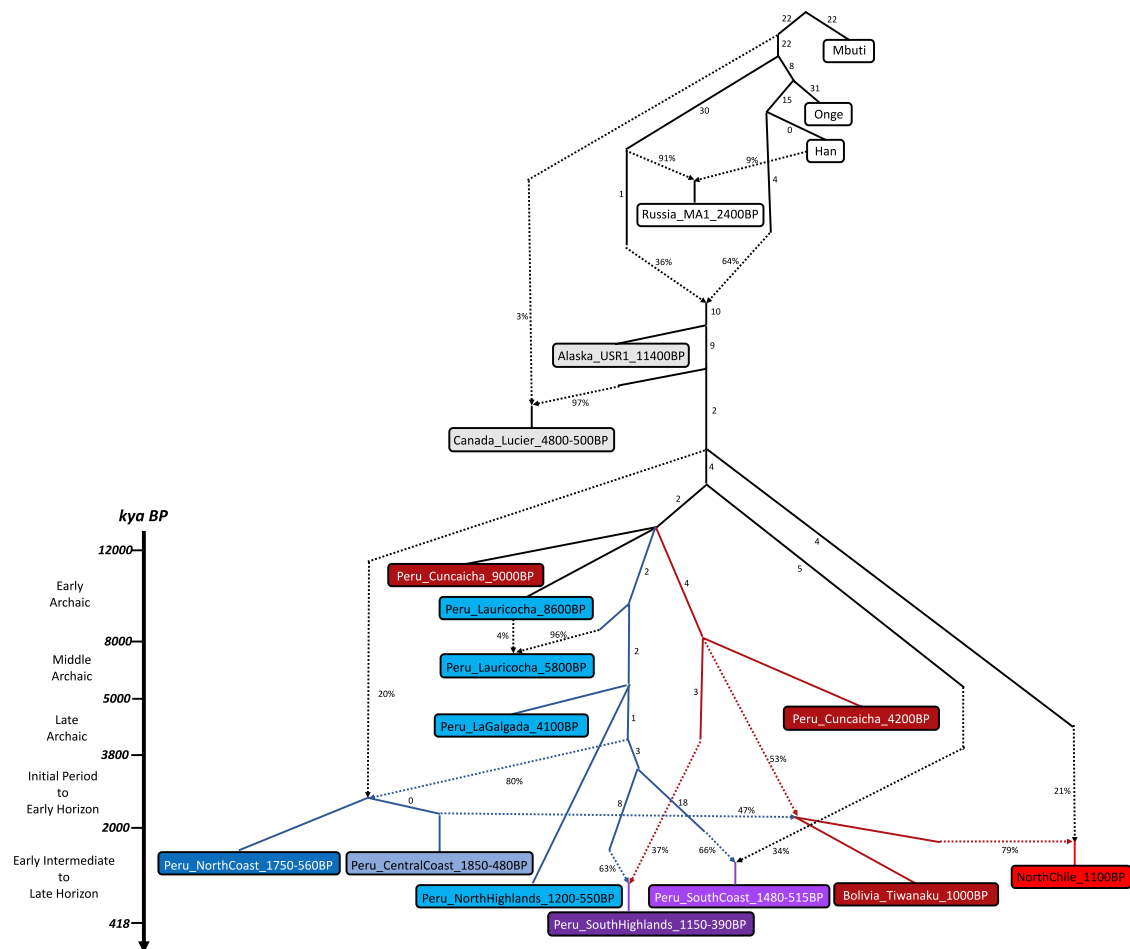 22
22
Mbuti
22
8
31
15
Onge
30
0
Han
91%
9%
4
1
Russia_MA1_2400BP
36%
64%
10
3%
9
Alaska_USR1_11400BP
97%
2
Canada_Lucier_4800-500BP
4
2
kya BP
4
12000
5
Early
Archaic
Peru_Cuncaicha_9000BP
2
4
Peru_Lauricocha_8600BP
4%
96%
8000
Middle
Archaic
2
Peru_Lauricocha_5800BP
5000
20%
3
Late
Archaic
Peru_LaGalgada_4100BP
1
Peru_Cuncaicha_4200BP
3800
3
53%
Initial Period
to
Early Horizon
80%
21%
0
8
18
47%
2000
Early Intermediate
to
Late Horizon
Peru_NorthCoast_1750-560BP
Peru_CentralCoast_1850-480BP
37%
66%
34%
79%
63%
NorthChile_1100BP
Peru_NorthHighlands_1200-550BP
Peru_SouthCoast_1480-515BP
Bolivia_Tiwanaku_1000BP
418
Peru_SouthHighlands_1150-390BP